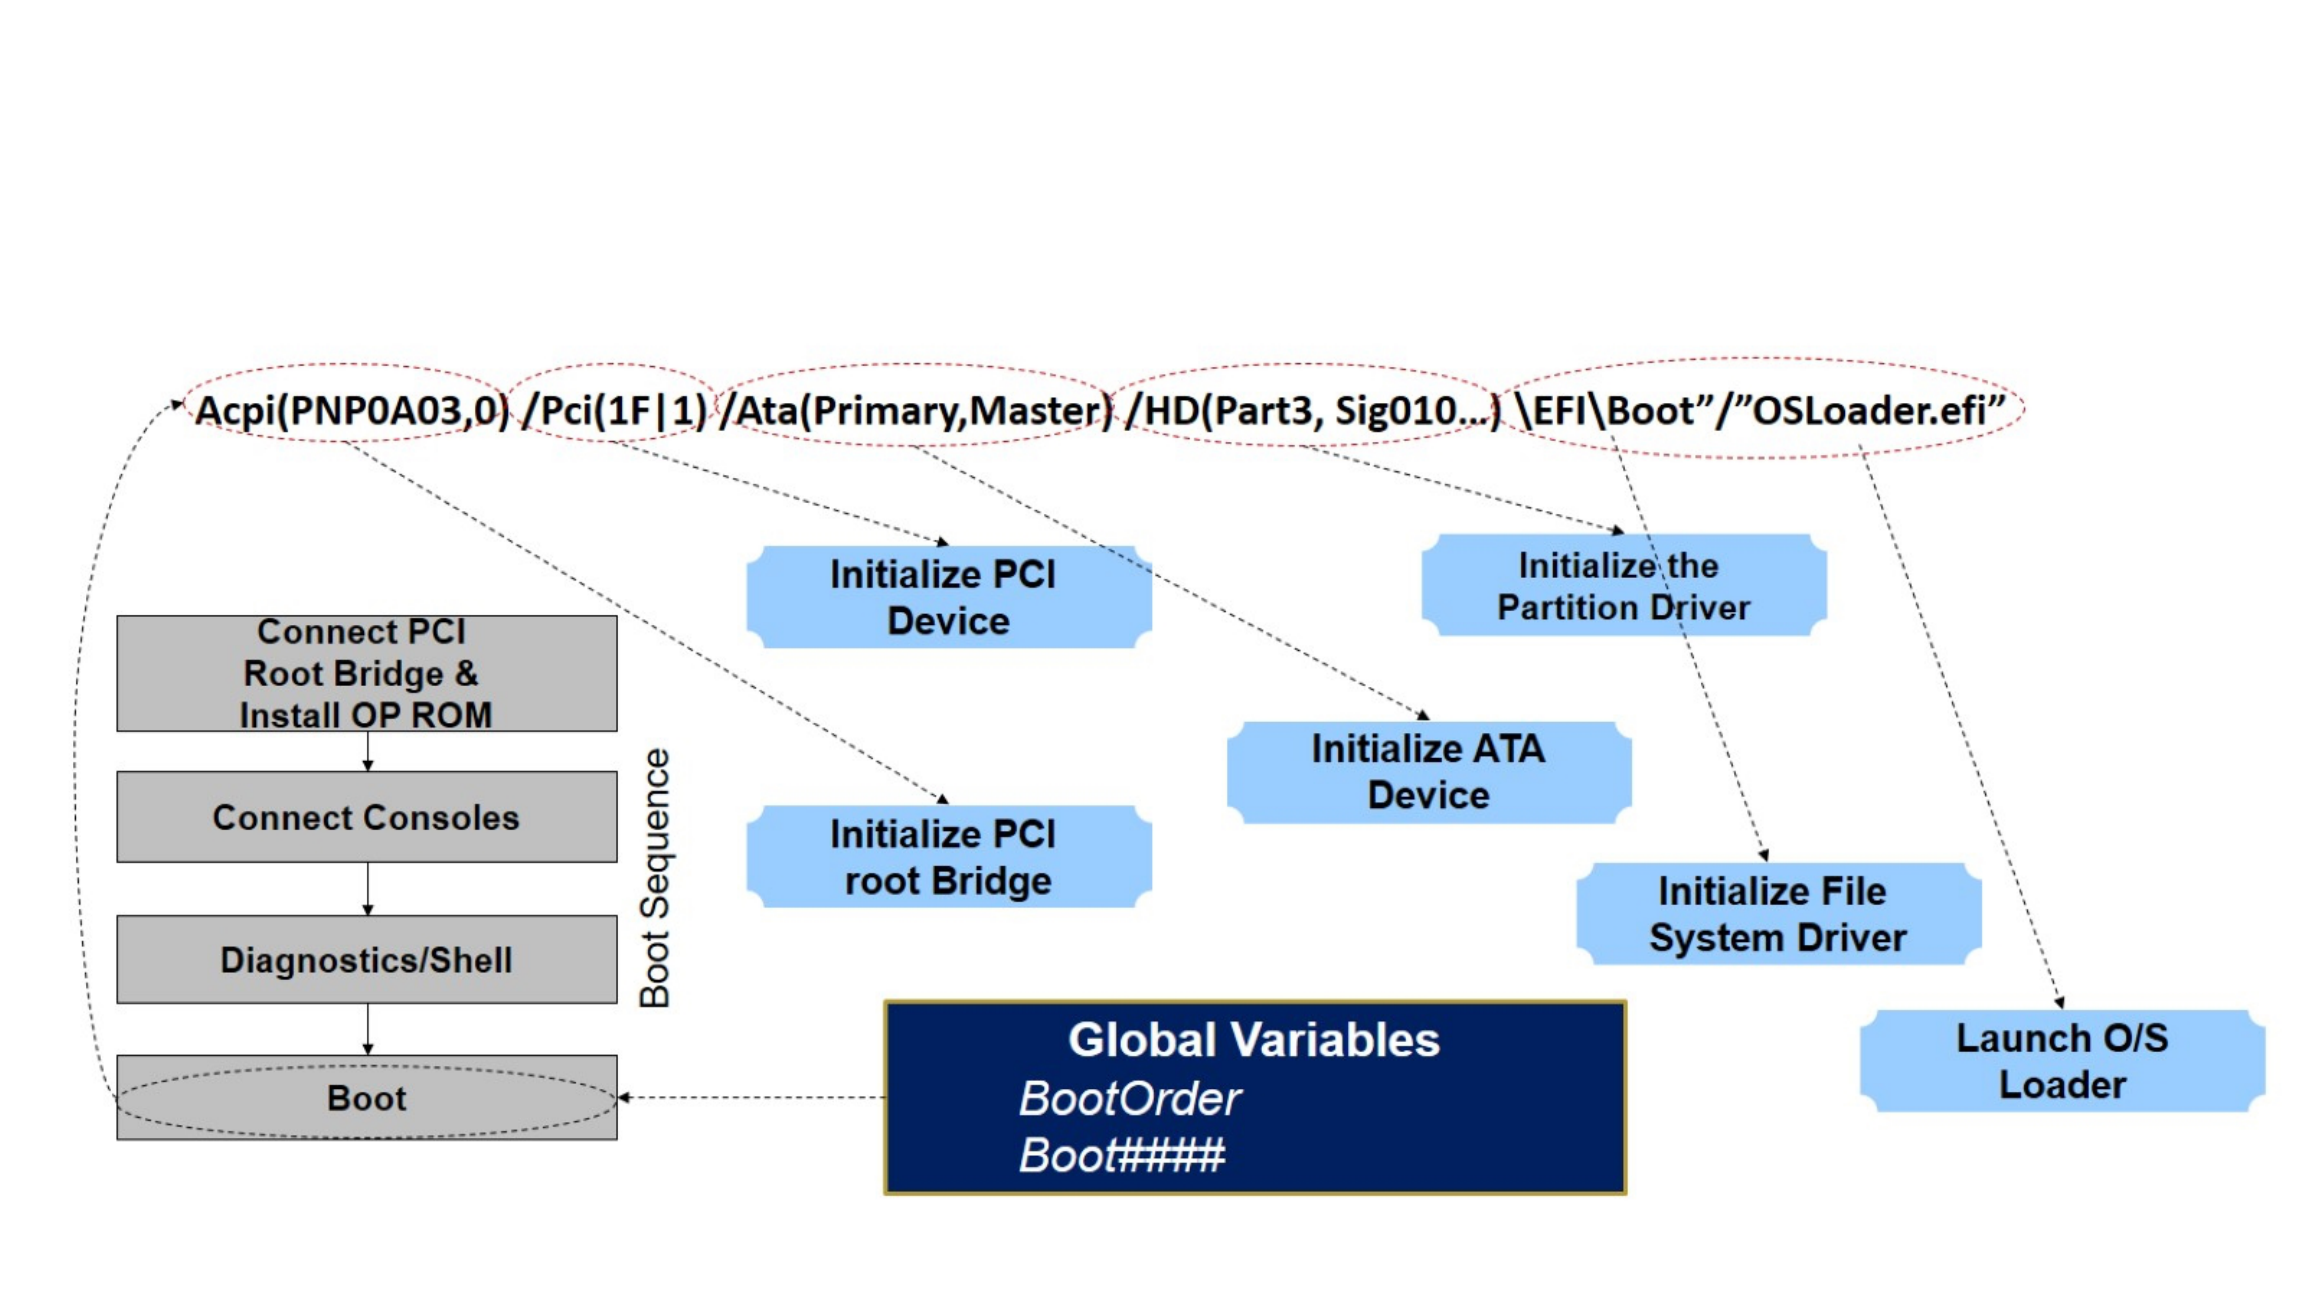 Acpi(PNP0A03,0) /Pci(1F|1) /Ata(Primary,Master) /HD(Part3, Sig010…) \EFI\Boot”/”OSLoader.efi”
Initialize PCI
Device
Initialize the
Partition Driver
Connect PCI
Root Bridge &
Install OP ROM
Initialize ATA
Device
Connect Consoles
Initialize PCI
root Bridge
Boot Sequence
Initialize File
System Driver
Diagnostics/Shell
Global Variables
BootOrder
Boot####
Launch O/S
Loader
Boot